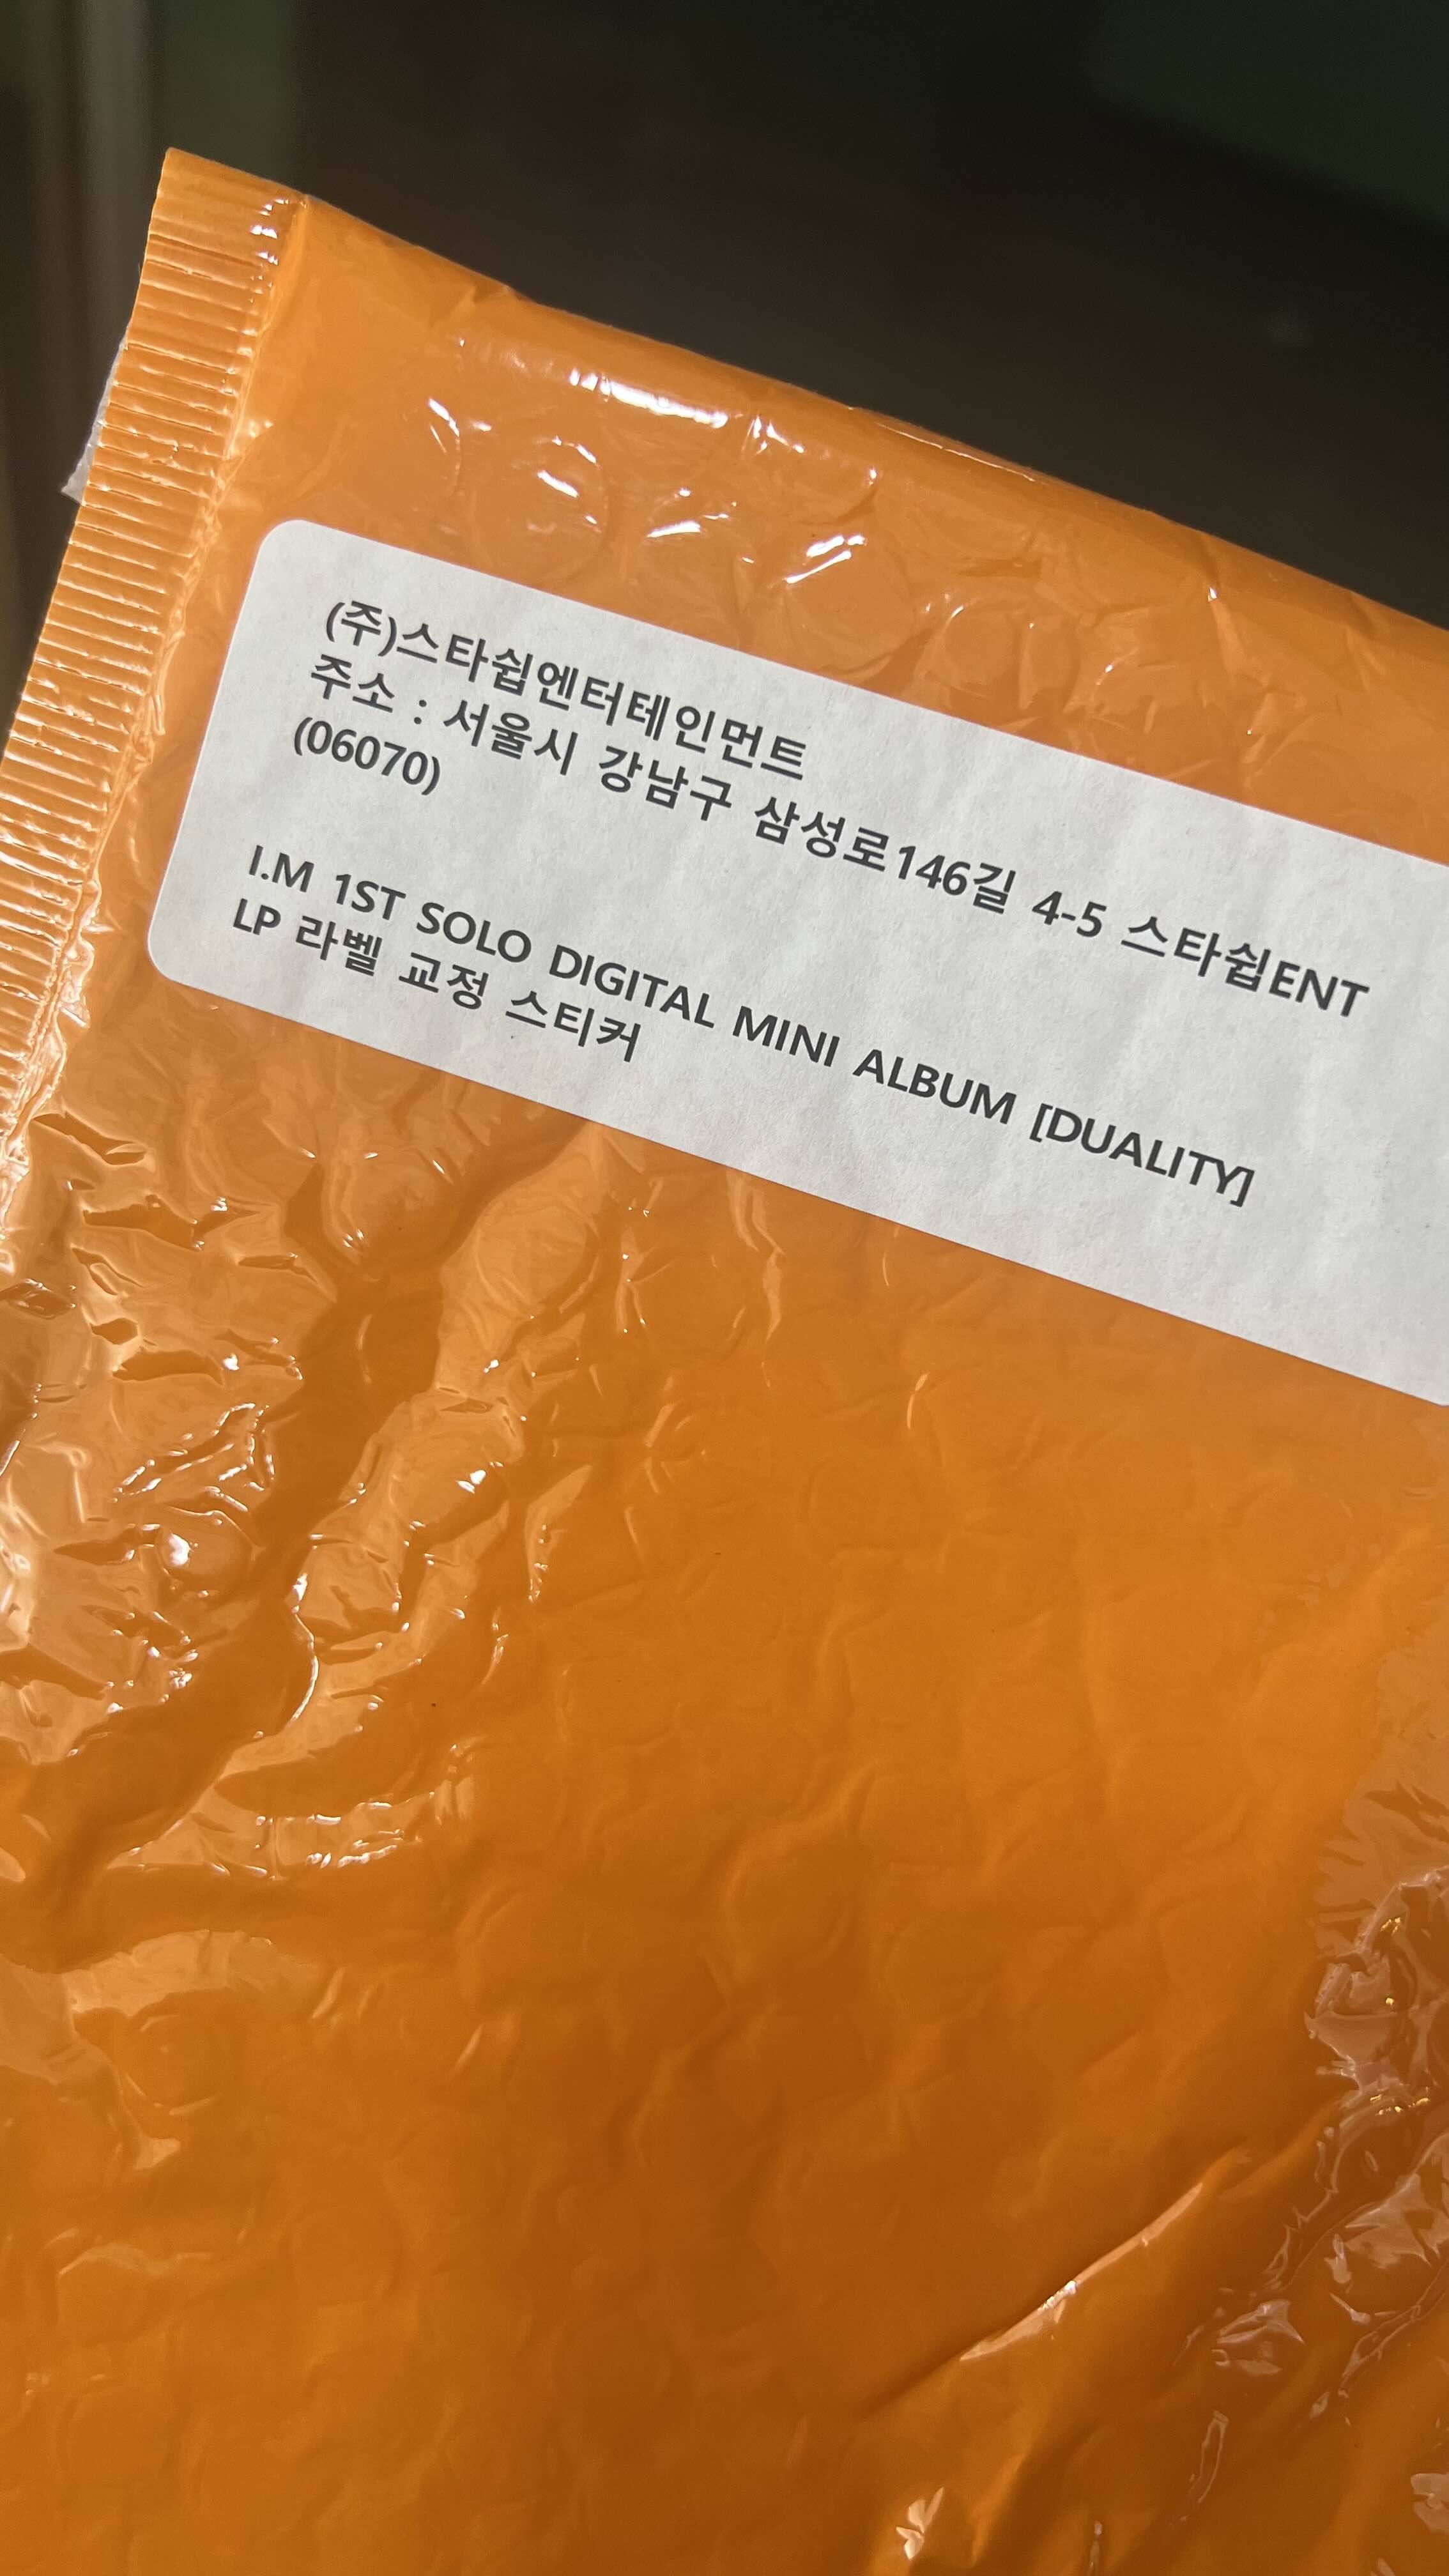 (주)스타쉽엔터테인먼트
주소 : 서울시 강남구 삼성로146길 4-5 스타쉽ENT
(06070)
I.M 1ST SOLO DIGITAL MINI ALBUM [DUALITY]
LP 라벨 교정 스티커